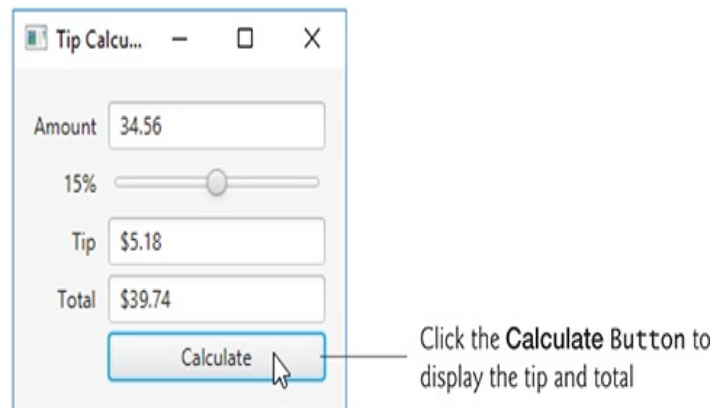 Tip Calcu...
Amount 34.56
15%
Tip $5.18
Total $39.74
Calculate
Click the Calculate Button to
display the tip and total